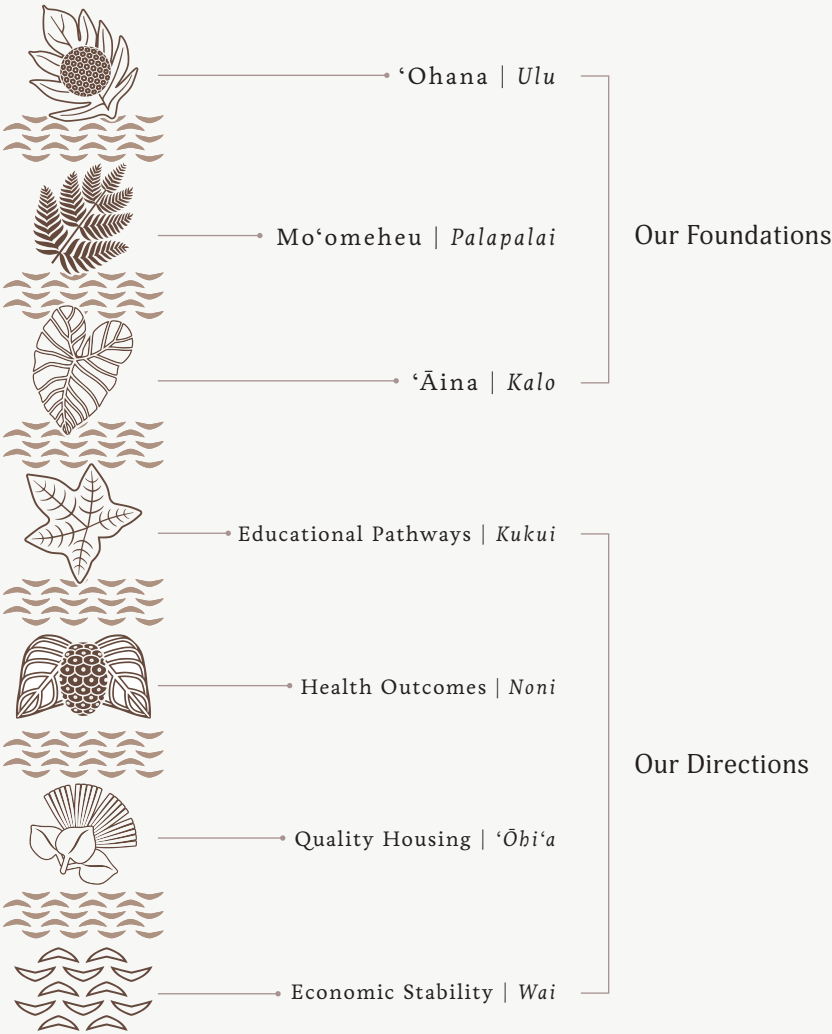 ʻOhana | Ulu
Moʻomeheu | Palapalai
Our Foundations
ʻĀina | Kalo
Educational Pathways | Kukui
Health Outcomes | Noni
Our Directions
Quality Housing | ʻŌhiʻa
Economic Stability | Wai